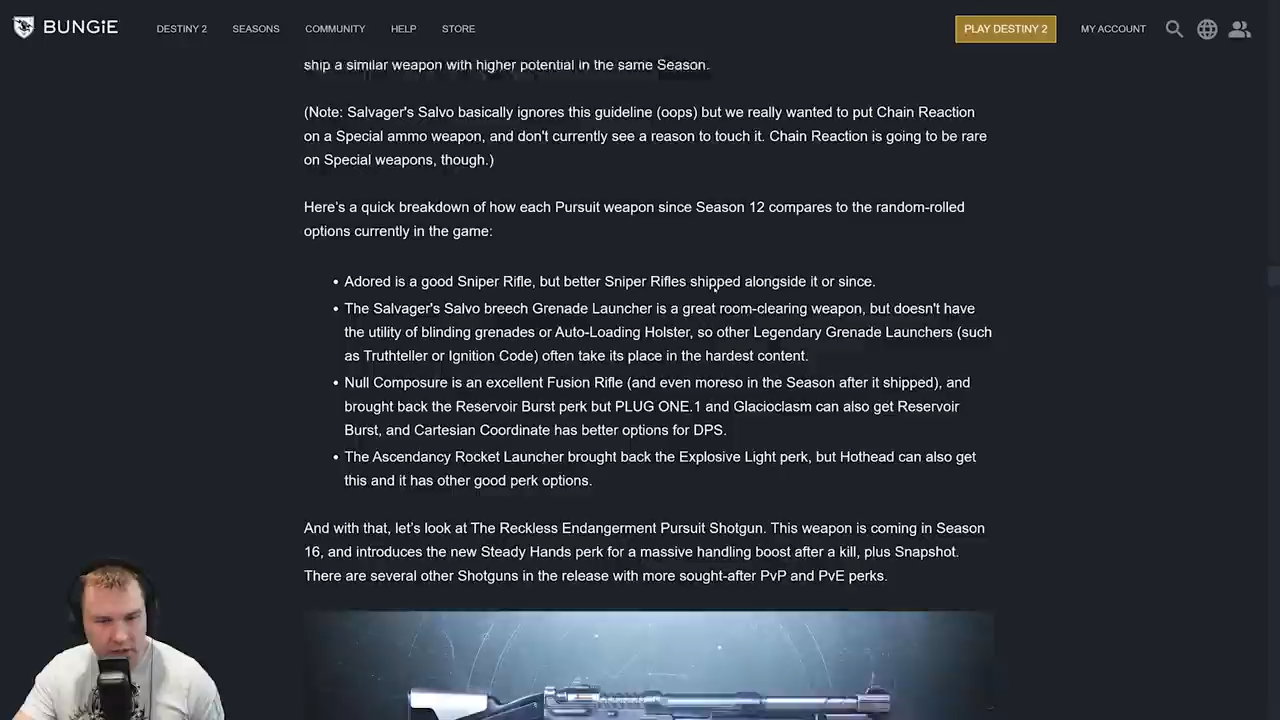 BUNGiE DESTINY 2 SEASONS COMMUNITY HELP STORE PLAY DESTINY 2 MY ACCOUNT
ship a similar weapon with higher potential in the same Season.
(Note: Salvager's Salvo basically ignores this guideline (oops) but we really wanted to put Chain Reaction
on a Special ammo weapon, and don't currently see a reason to touch it. Chain Reaction is going to be rare
on Special weapons, though.)
Here's a quick breakdown of how each Pursuit weapon since Season 12 compares to the random-rolled
options currently in the game:
• Adored is a good Sniper Rifle, but better Sniper Rifles shipped alongside it or since.
• The Salvager's Salvo breech Grenade Launcher is a great room-clearing weapon, but doesn't have
the utility of blinding grenades or Auto-Loading Holster, so other Legendary Grenade Launchers (such
as Truthteller or Ignition Code) often take its place in the hardest content.
• Null Composure is an excellent Fusion Rifle (and even moreso in the Season after it shipped), and
brought back the Reservoir Burst perk but PLUG ONE.1 and Glacioclasm can also get Reservoir
Burst, and Cartesian Coordinate has better options for DPS.
• The Ascendancy Rocket Launcher brought back the Explosive Light perk, but Hothead can also get
this and it has other good perk options.
And with that, let's look at The Reckless Endangerment Pursuit Shotgun. This weapon is coming in Season
16, and introduces the new Steady Hands perk for a massive handling boost after a kill, plus Snapshot.
There are several other Shotguns in the release with more sought-after PvP and PvE perks.